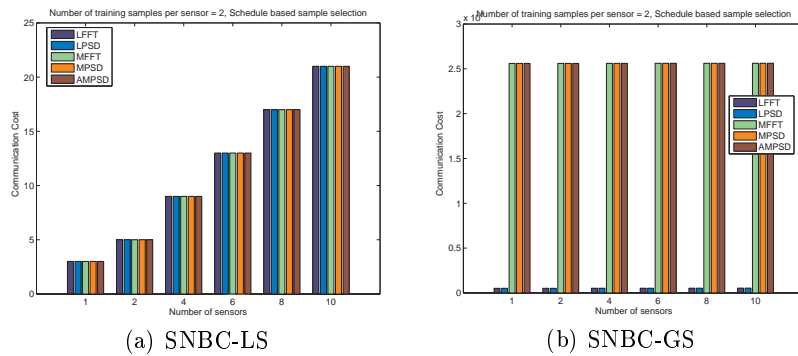 Number of training samples per sensor = 2, Schedule based sample selection
25
20
15
10
5
0
Communication Cost
LFFT
LPSD
MFFT
MPSD
AMPSD
1 2 4 6 8 10
Number of sensors
(a) SNBC-LS
Number of training samples per sensor = 2, Schedule based sample selection
3
2.5
2
1.5
1
0.5
0
Communication Cost
LFFT
LPSD
MFFT
MPSD
AMPSD
1 2 4 6 8 10
Number of sensors
(b) SNBC-GS